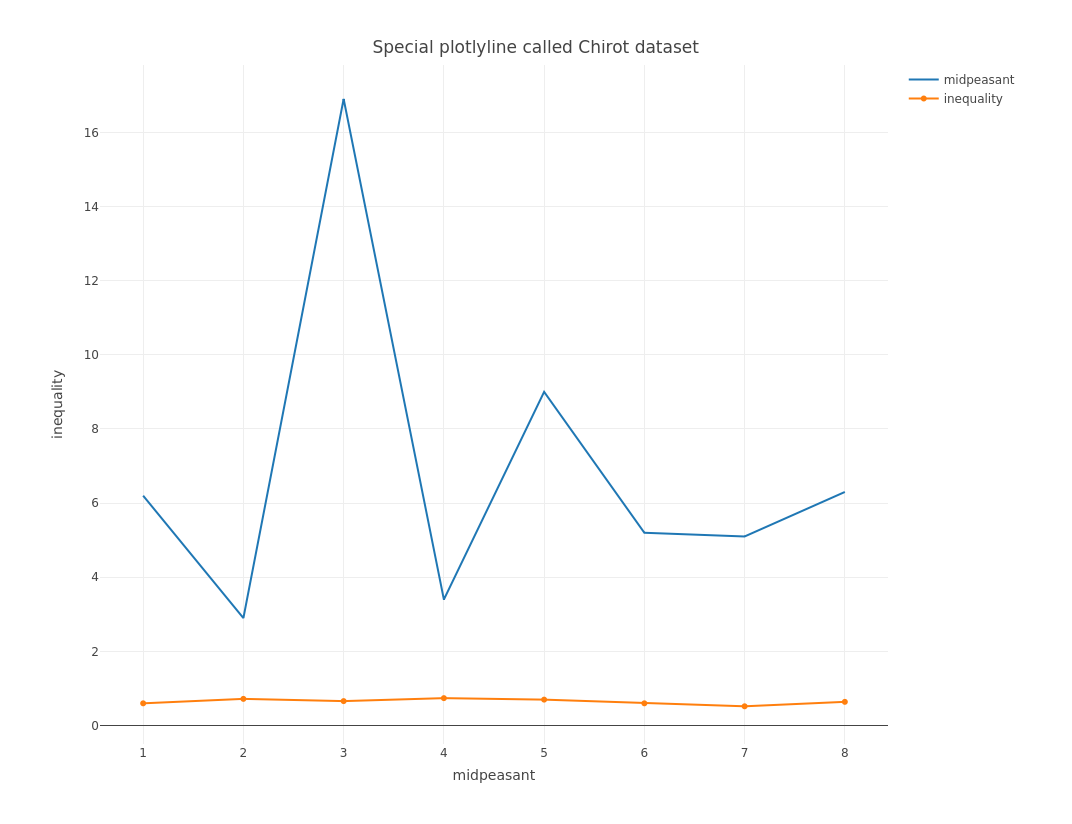 Special plotlyline called Chirot dataset
midpeasant
inequality
16
14
12
10
8
6
4
2
0
inequality
1 2 3 4 5 6 7 8
midpeasant